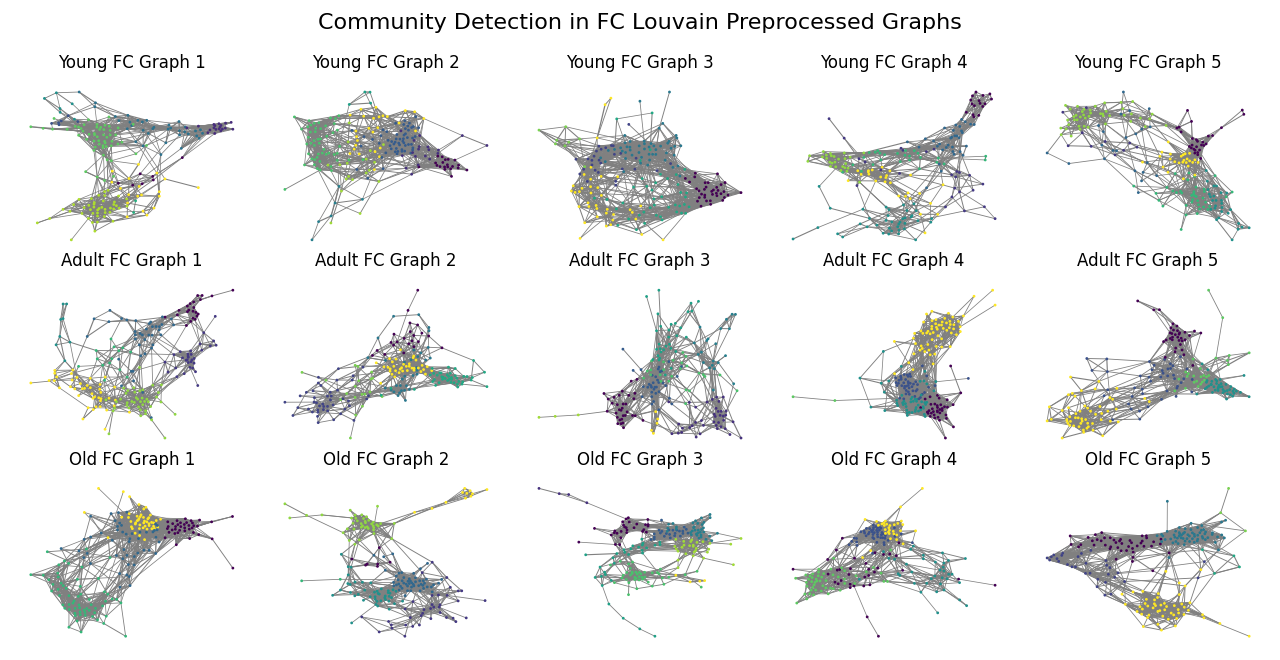 Community Detection in FC Louvain Preprocessed Graphs
Young FC Graph 1
Young FC Graph 2
Young FC Graph 3
Young FC Graph 4
Young FC Graph 5
Adult FC Graph 1
Adult FC Graph 2
Adult FC Graph 3
Adult FC Graph 4
Adult FC Graph 5
Old FC Graph 1
Old FC Graph 2
Old FC Graph 3
Old FC Graph 4
Old FC Graph 5